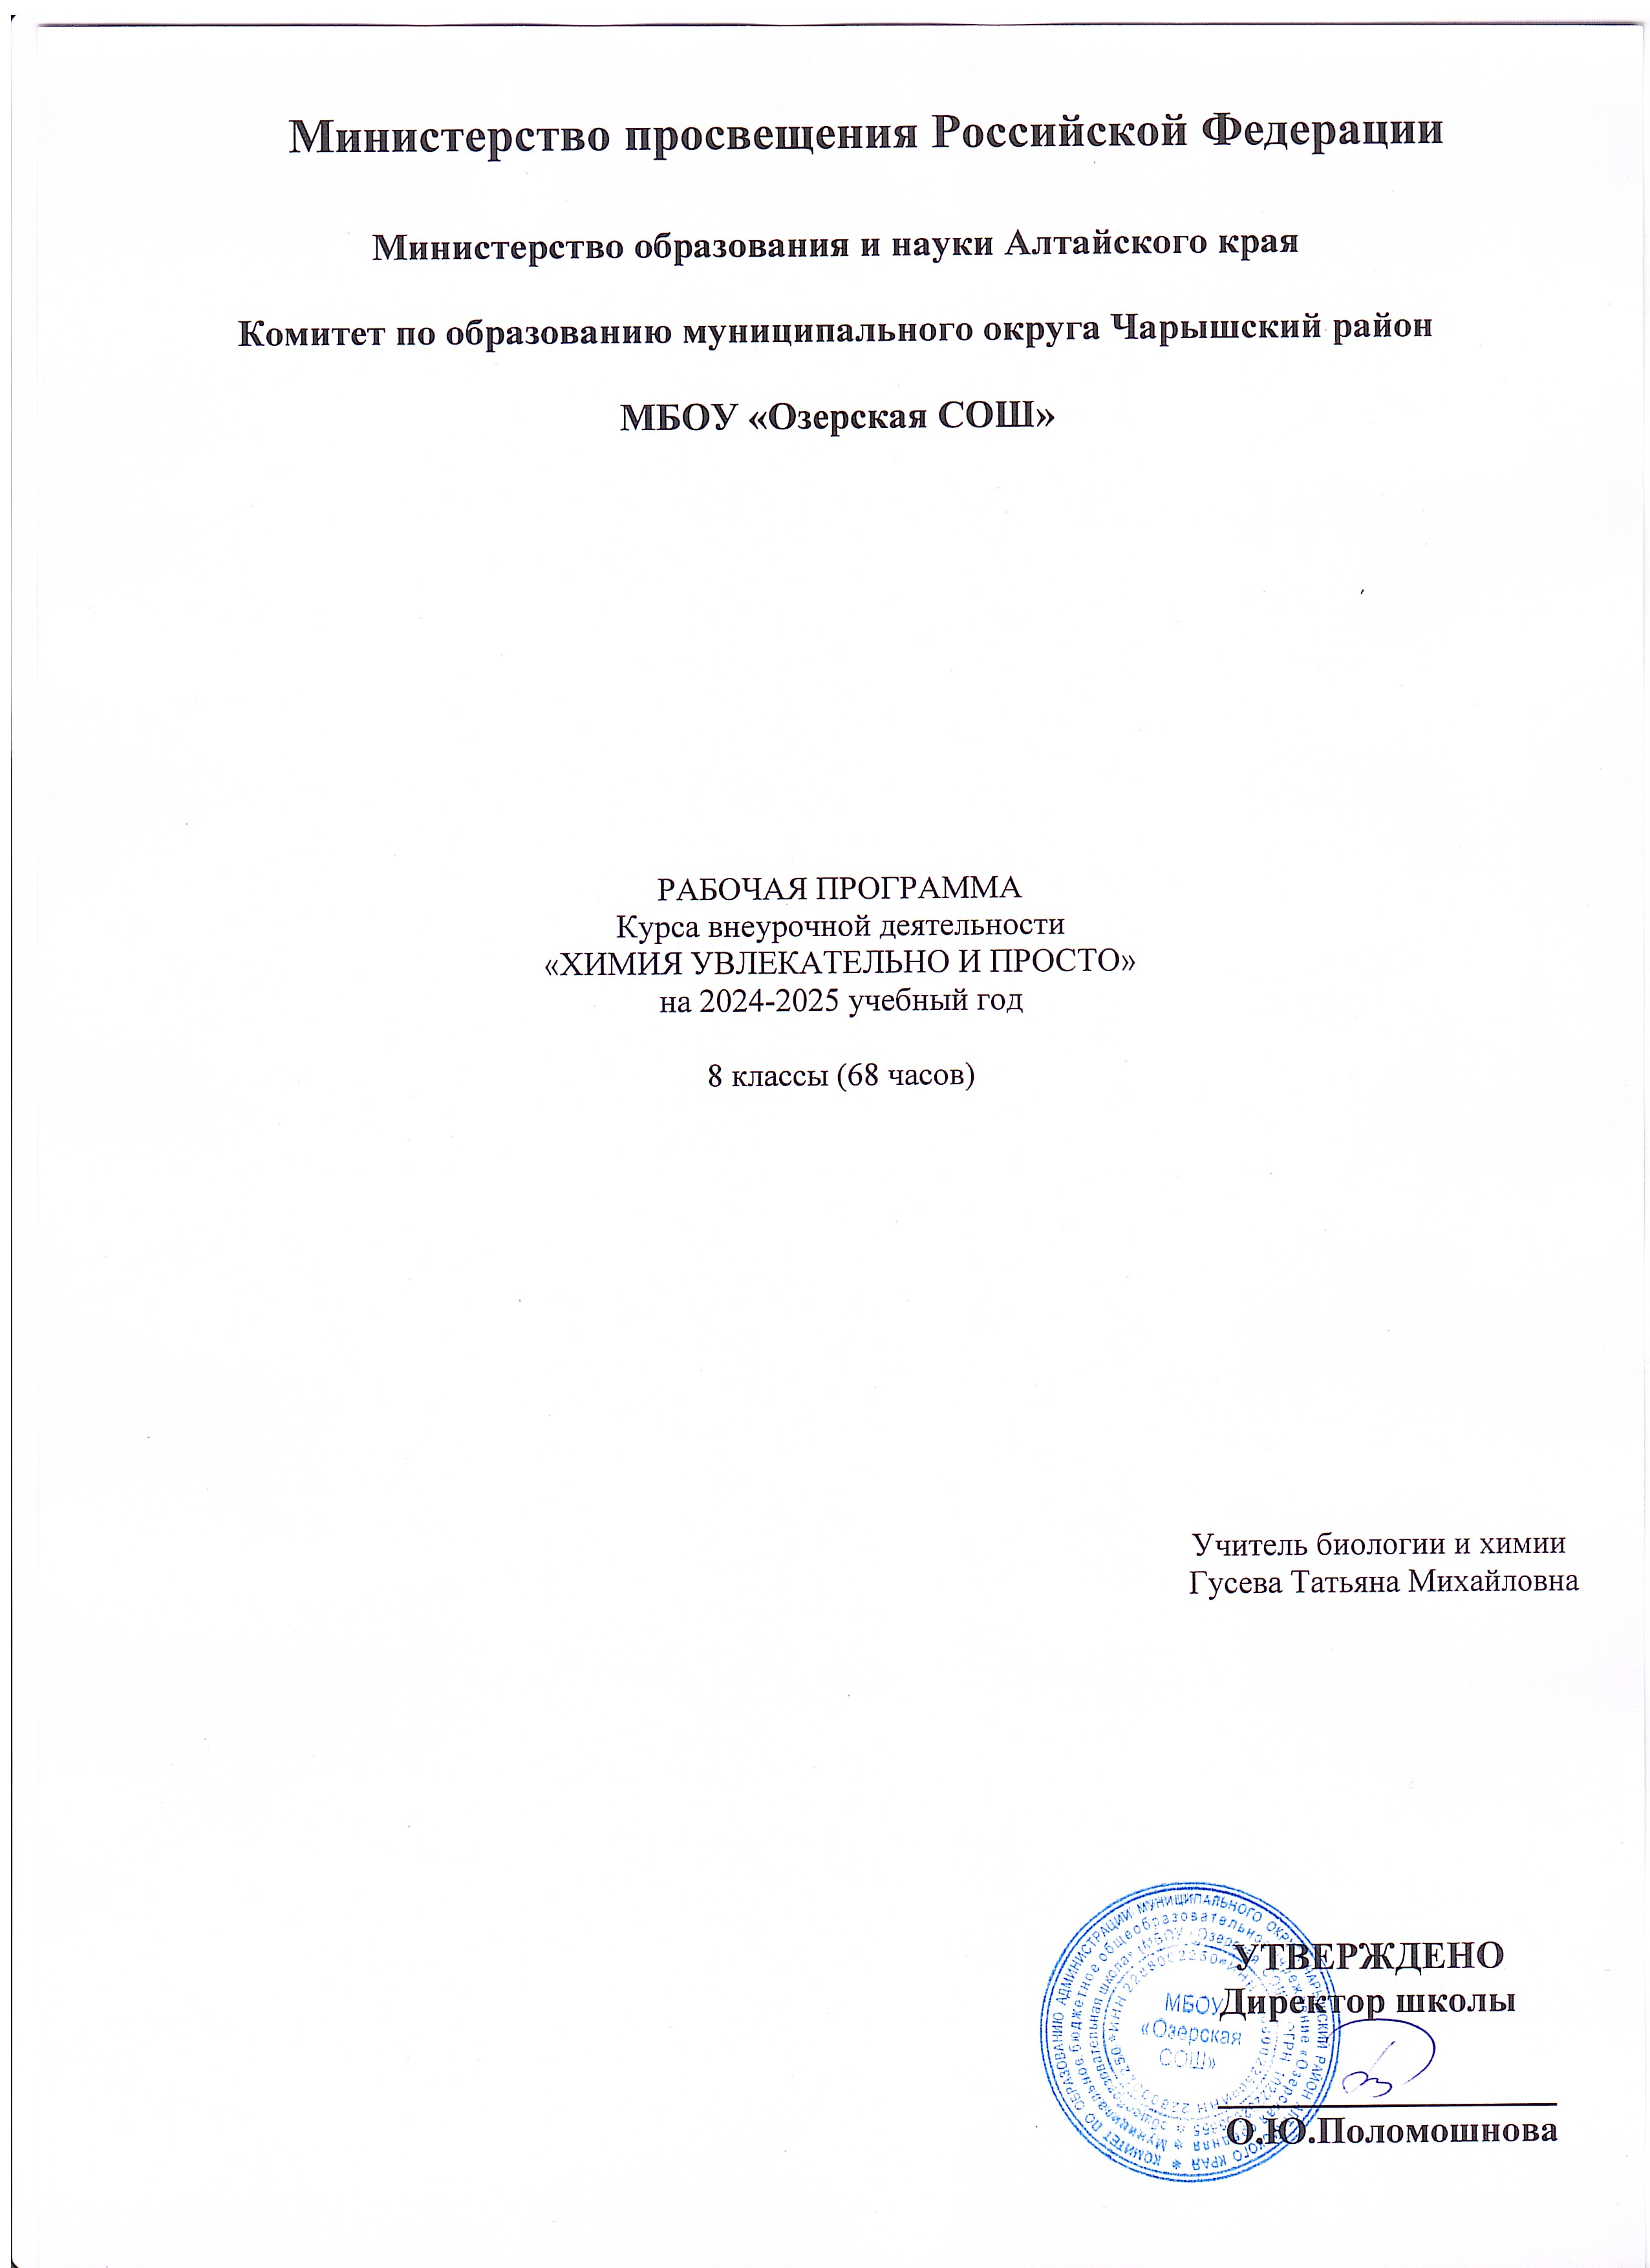 Министерство просвещения Российской Федерации
Министерство образования и науки Алтайского края
Комитет по образованию муниципального округа Чарышский район
МБОУ «Озерская СОШ»
РАБОЧАЯ ПРОГРАММА
Курса внеурочной деятельности
«ХИМИЯ УВЛЕКАТЕЛЬНО И ПРОСТО»
на 2024-2025 учебный год
8 классы (68 часов)
Учитель биологии и химии
Гусева Татьяна Михайловна
УТВЕРЖДЕНО
Директор школы
О.Ю.Поломошнова
МБОУ
«Озерская
СОШ»